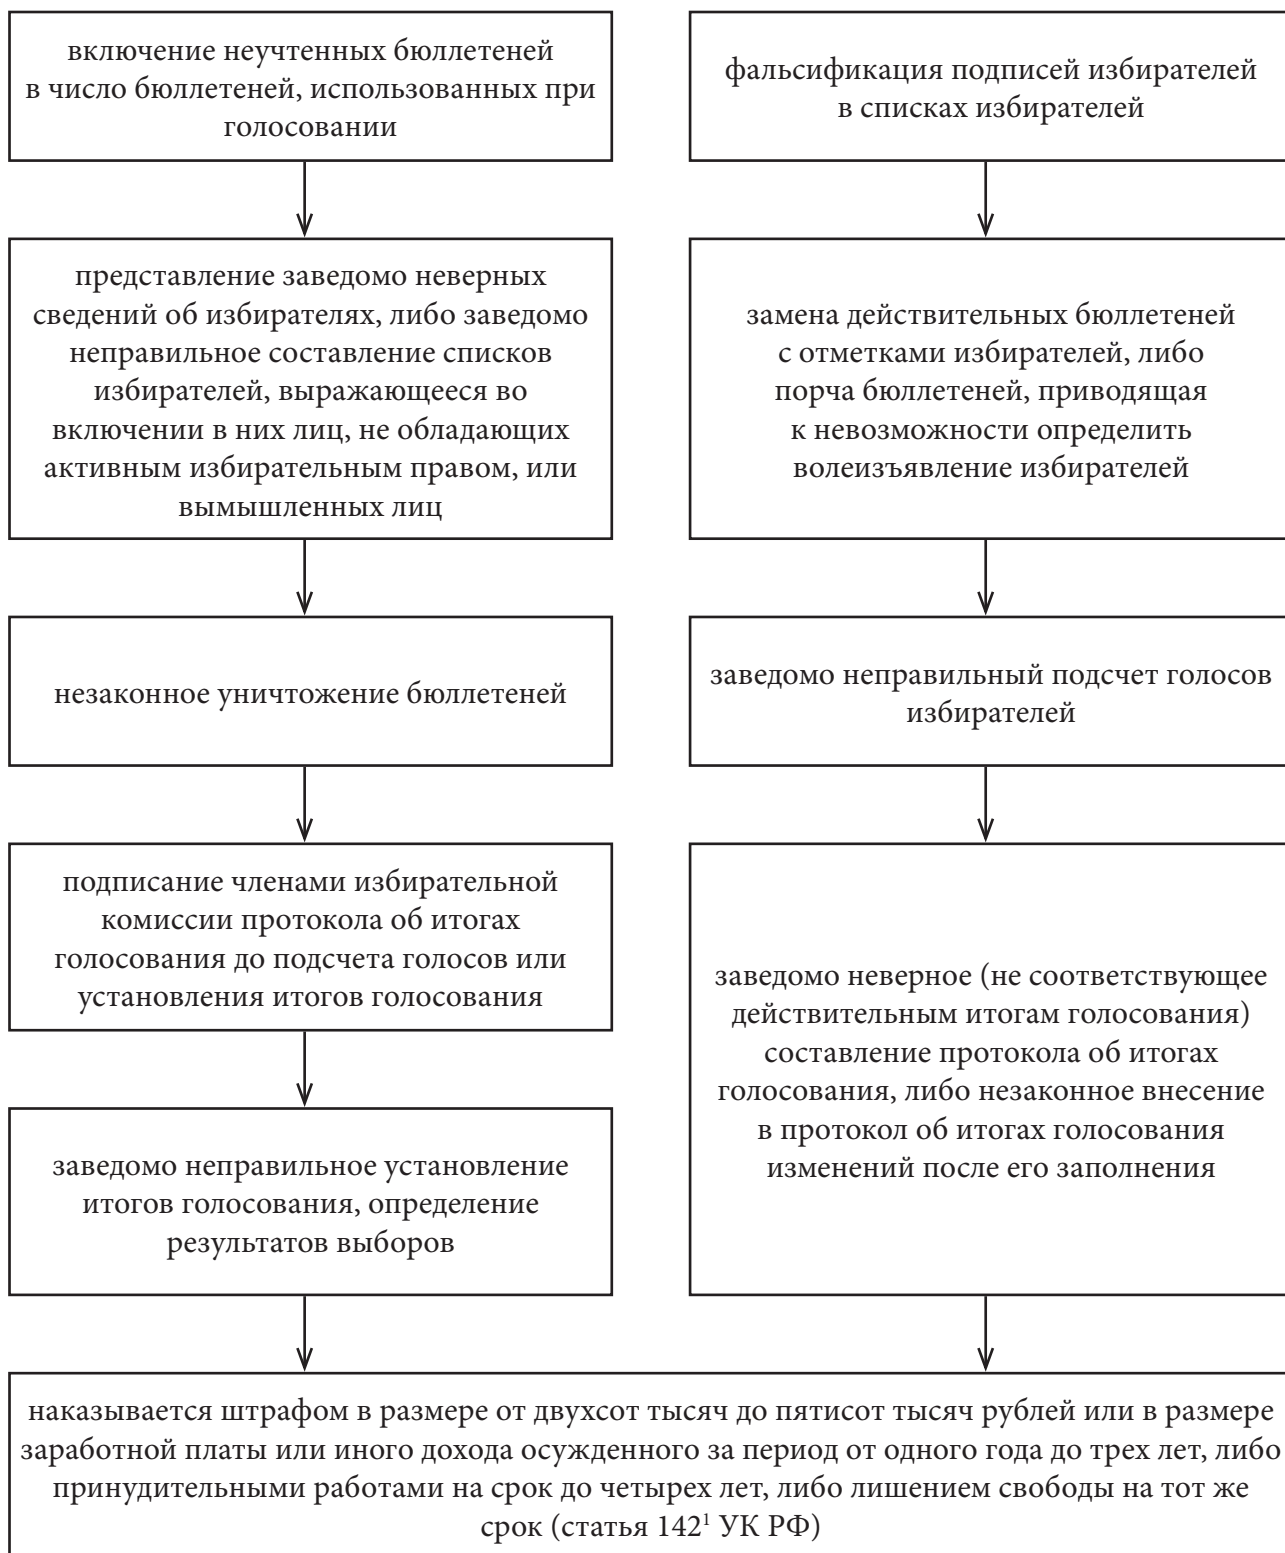 включение неучтенных бюллетеней
в число бюллетеней, использованных при
голосовании
фальсификация подписей избирателей
в списках избирателей
представление заведомо неверных
сведений об избирателях, либо заведомо
неправильное составление списков
избирателей, выражающееся во
включении в них лиц, не обладающих
активным избирательным правом, или
вымышленных лиц
замена действительных бюллетеней
с отметками избирателей, либо
порча бюллетеней, приводящая
к невозможности определить
волеизъявление избирателей
незаконное уничтожение бюллетеней
заведомо неправильный подсчет голосов
избирателей
подписание членами избирательной
комиссии протокола об итогах
голосования до подсчета голосов или
установления итогов голосования
заведомо неверное (не соответствующее
действительным итогам голосования)
составление протокола об итогах
голосования, либо незаконное внесение
в протокол об итогах голосования
изменений после его заполнения
заведомо неправильное установление
итогов голосования, определение
результатов выборов
наказывается штрафом в размере от двухсот тысяч до пятисот тысяч рублей или в размере
заработной платы или иного дохода осужденного за период от одного года до трех лет, либо
принудительными работами на срок до четырех лет, либо лишением свободы на тот же
срок (статья 142¹ УК РФ)